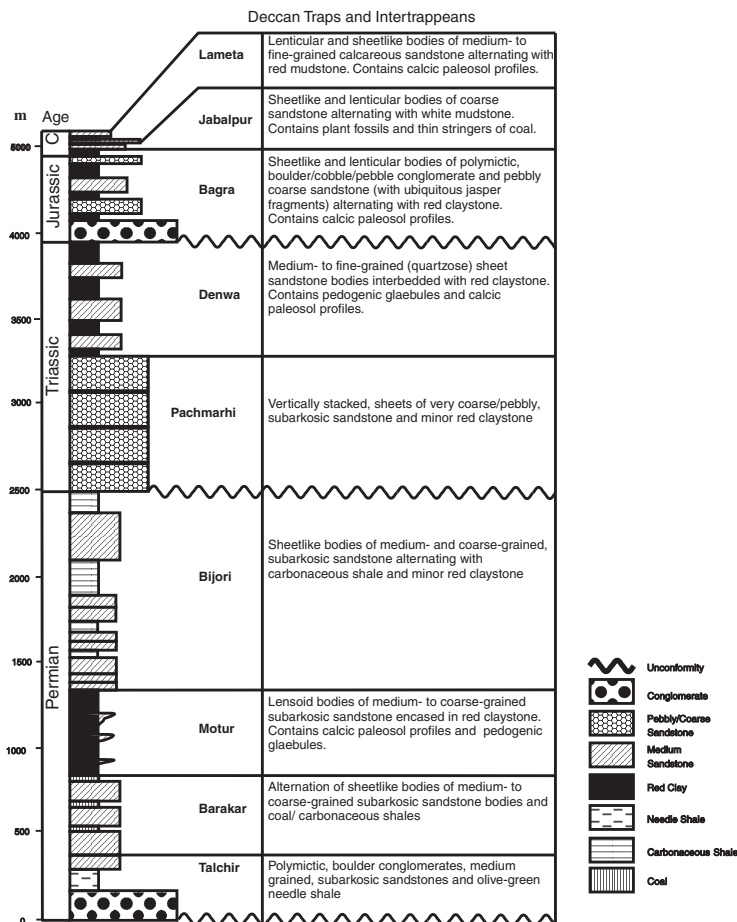 Deccan Traps and Intertrappeans
m
Age
C
5000
4000
3500
3000
2500
2000
1500
1000
500
0
Jurassic
Triassic
Permian
Lameta
Lenticular and sheetlike bodies of medium- to
fine-grained calcareous sandstone alternating with
red mudstone. Contains calcic paleosol profiles.
Jabalpur
Sheetlike and lenticular bodies of coarse
sandstone alternating with white mudstone.
Contains plant fossils and thin stringers of coal.
Bagra
Sheetlike and lenticular bodies of polymictic,
boulder/cobble/pebble conglomerate and pebbly
coarse sandstone (with ubiquitous jasper
fragments) alternating with red claystone.
Contains calcic paleosol profiles.
Denwa
Medium- to fine-grained (quartzose) sheet
sandstone bodies interbedded with red claystone.
Contains pedogenic glaebules and calcic
paleosol profiles.
Pachmarhi
Vertically stacked, sheets of very coarse/pebbly,
subarkosic sandstone and minor red claystone
Bijori
Sheetlike bodies of medium- and coarse-grained,
subarkosic sandstone alternating with
carbonaceous shale and minor red claystone
Motur
Lensoid bodies of medium- to coarse-grained
subarkosic sandstone encased in red claystone.
Contains calcic paleosol profiles and pedogenic
glaebules.
Barakar
Alternation of sheetlike bodies of medium- to
coarse-grained subarkosic sandstone bodies and
coal/ carbonaceous shales
Talchir
Polymictic, boulder conglomerates, medium
grained, subarkosic sandstones and olive-green
needle shale
Unconformity
Conglomerate
Pebbly/Coarse
Sandstone
Medium
Sandstone
Red Clay
Needle Shale
Carbonaceous Shale
Coal